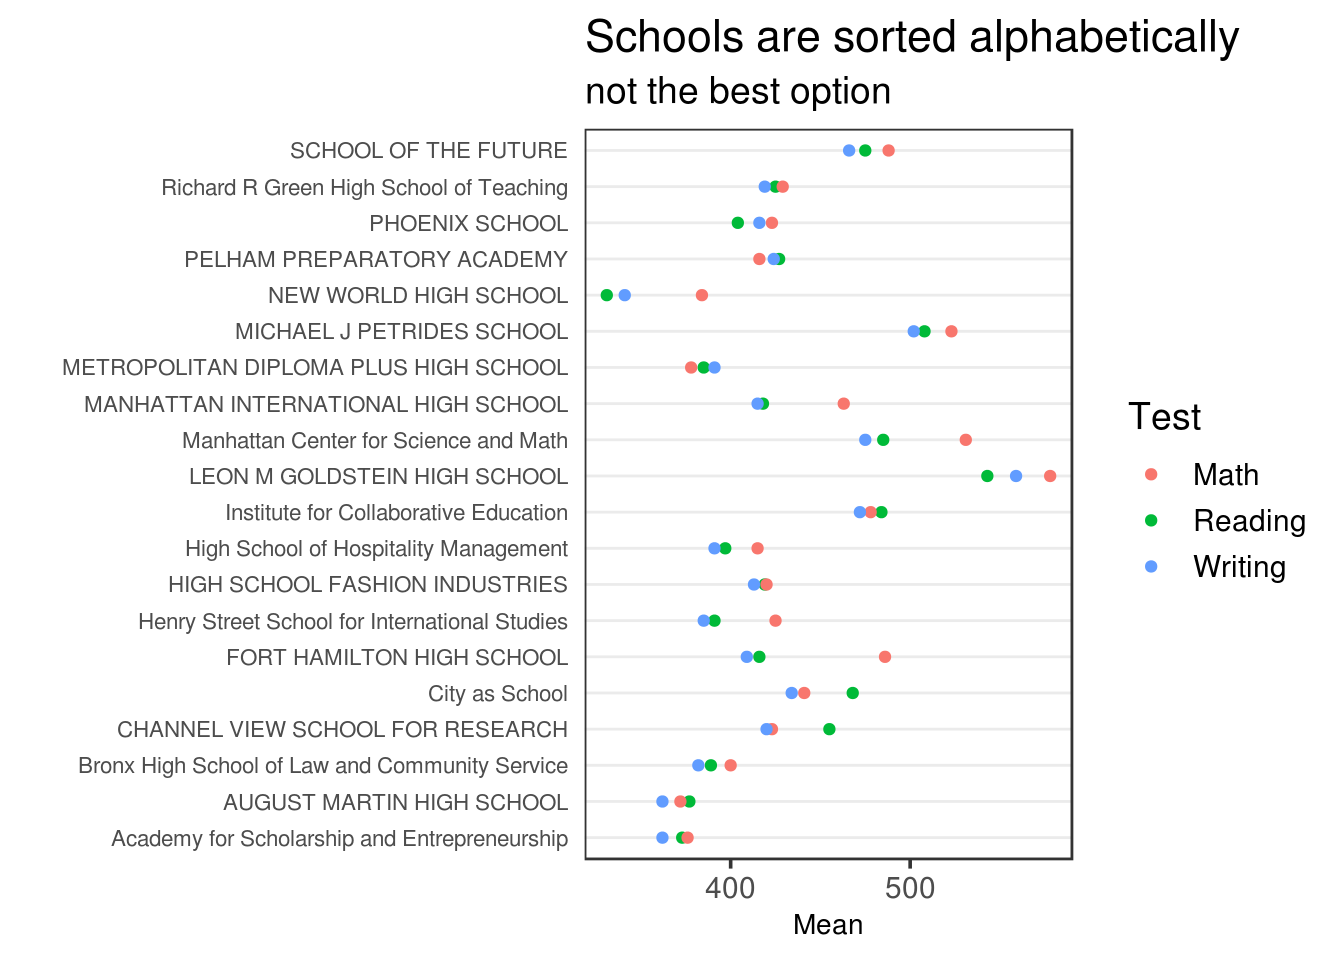 Schools are sorted alphabetically
not the best option
SCHOOL OF THE FUTURE
Richard R Green High School of Teaching
PHOENIX SCHOOL
PELHAM PREPARATORY ACADEMY
NEW WORLD HIGH SCHOOL
MICHAEL J PETRIDES SCHOOL
METROPOLITAN DIPLOMA PLUS HIGH SCHOOL
MANHATTAN INTERNATIONAL HIGH SCHOOL
Manhattan Center for Science and Math
LEON M GOLDSTEIN HIGH SCHOOL
Institute for Collaborative Education
High School of Hospitality Management
HIGH SCHOOL FASHION INDUSTRIES
Henry Street School for International Studies
FORT HAMILTON HIGH SCHOOL
City as School
CHANNEL VIEW SCHOOL FOR RESEARCH
Bronx High School of Law and Community Service
AUGUST MARTIN HIGH SCHOOL
Academy for Scholarship and Entrepreneurship
400 500
Mean
Test
Math
Reading
Writing